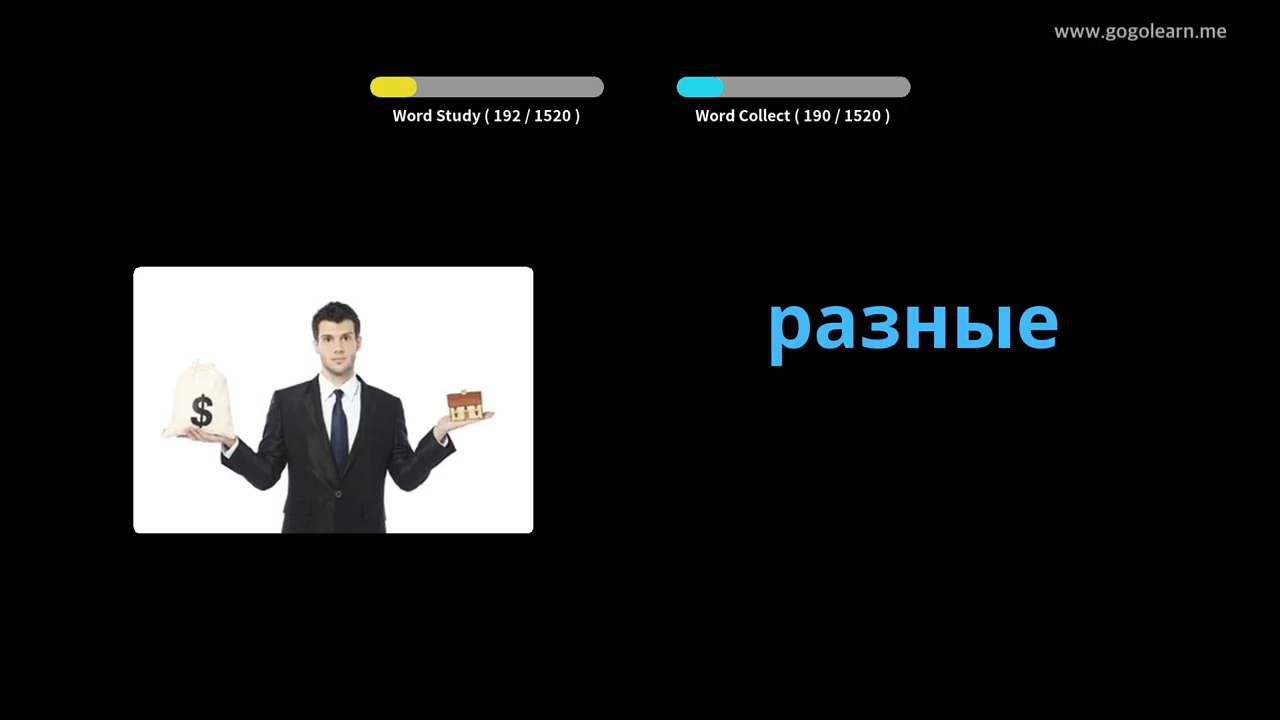 www.gogolearn.me
Word Study ( 192 / 1520 )
Word Collect ( 190 / 1520 )
разные
$